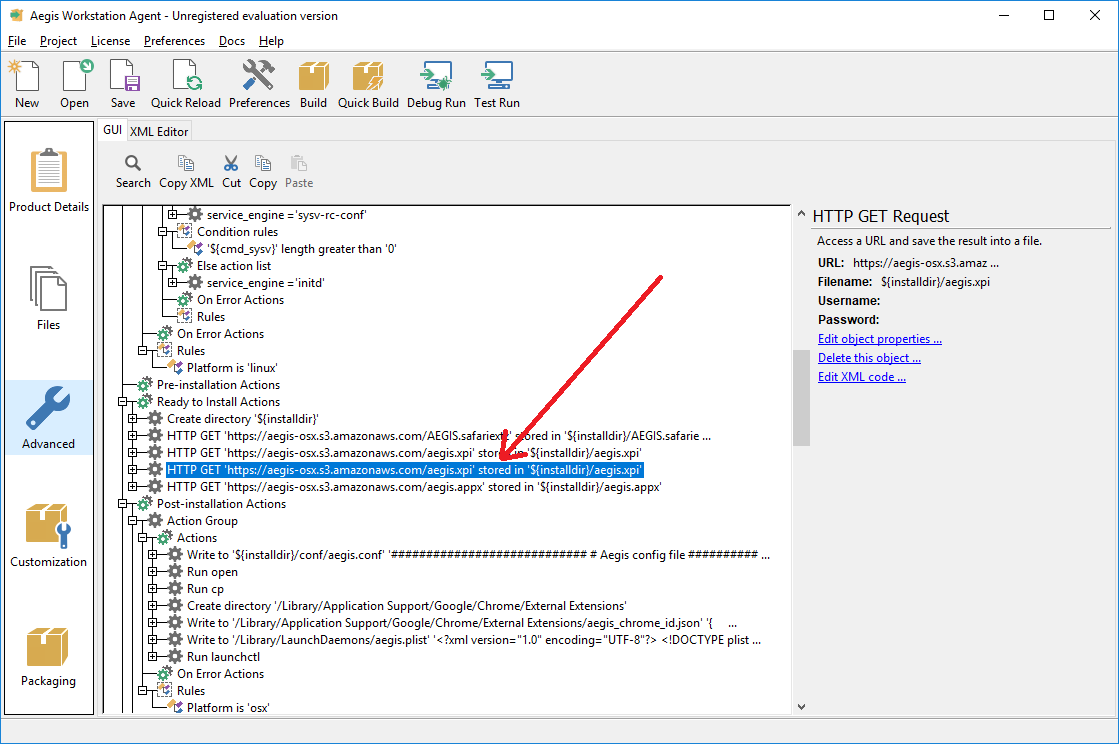 Aegis Workstation Agent - Unregistered evaluation version
File Project License Preferences Docs Help
New Open Save Quick Reload Preferences Build Quick Build Debug Run Test Run
Product Details
Files
Advanced
Customization
Packaging
GUI XML Editor
Search Copy XML Cut Copy Paste
service_engine ='sysv-rc-conf'
Condition rules
'${cmd_sysv}' length greater than '0'
Else action list
service_engine ='initd'
On Error Actions
Rules
On Error Actions
Rules
Platform is 'linux'
Pre-installation Actions
Ready to Install Actions
Create directory '${installdir}'
HTTP GET 'https://aegis-osx.s3.amazonaws.com/AEGIS.safariextz' stored in '${installdir}/AEGIS.safarie ...
HTTP GET 'https://aegis-osx.s3.amazonaws.com/aegis.xpi' stored in '${installdir}/aegis.xpi'
HTTP GET 'https://aegis-osx.s3.amazonaws.com/aegis.xpi' stored in '${installdir}/aegis.xpi'
HTTP GET 'https://aegis-osx.s3.amazonaws.com/aegis.appx' stored in '${installdir}/aegis.appx'
Post-installation Actions
Action Group
Actions
Write to '${installdir}/conf/aegis.conf' '############################ # Aegis config file ########## ...
Run open
Run cp
Create directory '/Library/Application Support/Google/Chrome/External Extensions'
Write to '/Library/Application Support/Google/Chrome/External Extensions/aegis_chrome_id.json' '{ ...
Write to '/Library/LaunchDaemons/aegis.plist' '<?xml version="1.0" encoding="UTF-8"?> <!DOCTYPE plist ...
Run launchctl
On Error Actions
Rules
Platform is 'osx'
HTTP GET Request
Access a URL and save the result into a file.
URL: https://aegis-osx.s3.amaz ...
Filename: ${installdir}/aegis.xpi
Username:
Password:
Edit object properties ...
Delete this object ...
Edit XML code ...